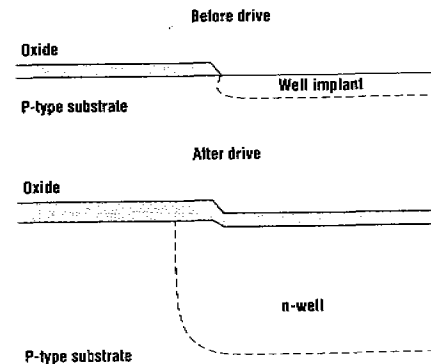 Before drive
Oxide
Well implant
P-type substrate
After drive
Oxide
n-well
P-type substrate